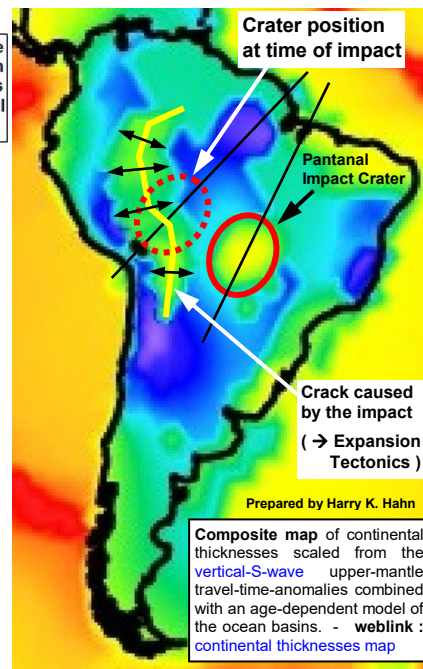 Crater position
at time of impact
Pantanal
Impact Crater
Crack caused
by the impact
( → Expansion
Tectonics )
Prepared by Harry K. Hahn
Composite map of continental
thicknesses scaled from the
vertical-S-wave upper-mantle
travel-time-anomalies combined
with an age-dependent model of
the ocean basins. - weblink :
continental thicknesses map